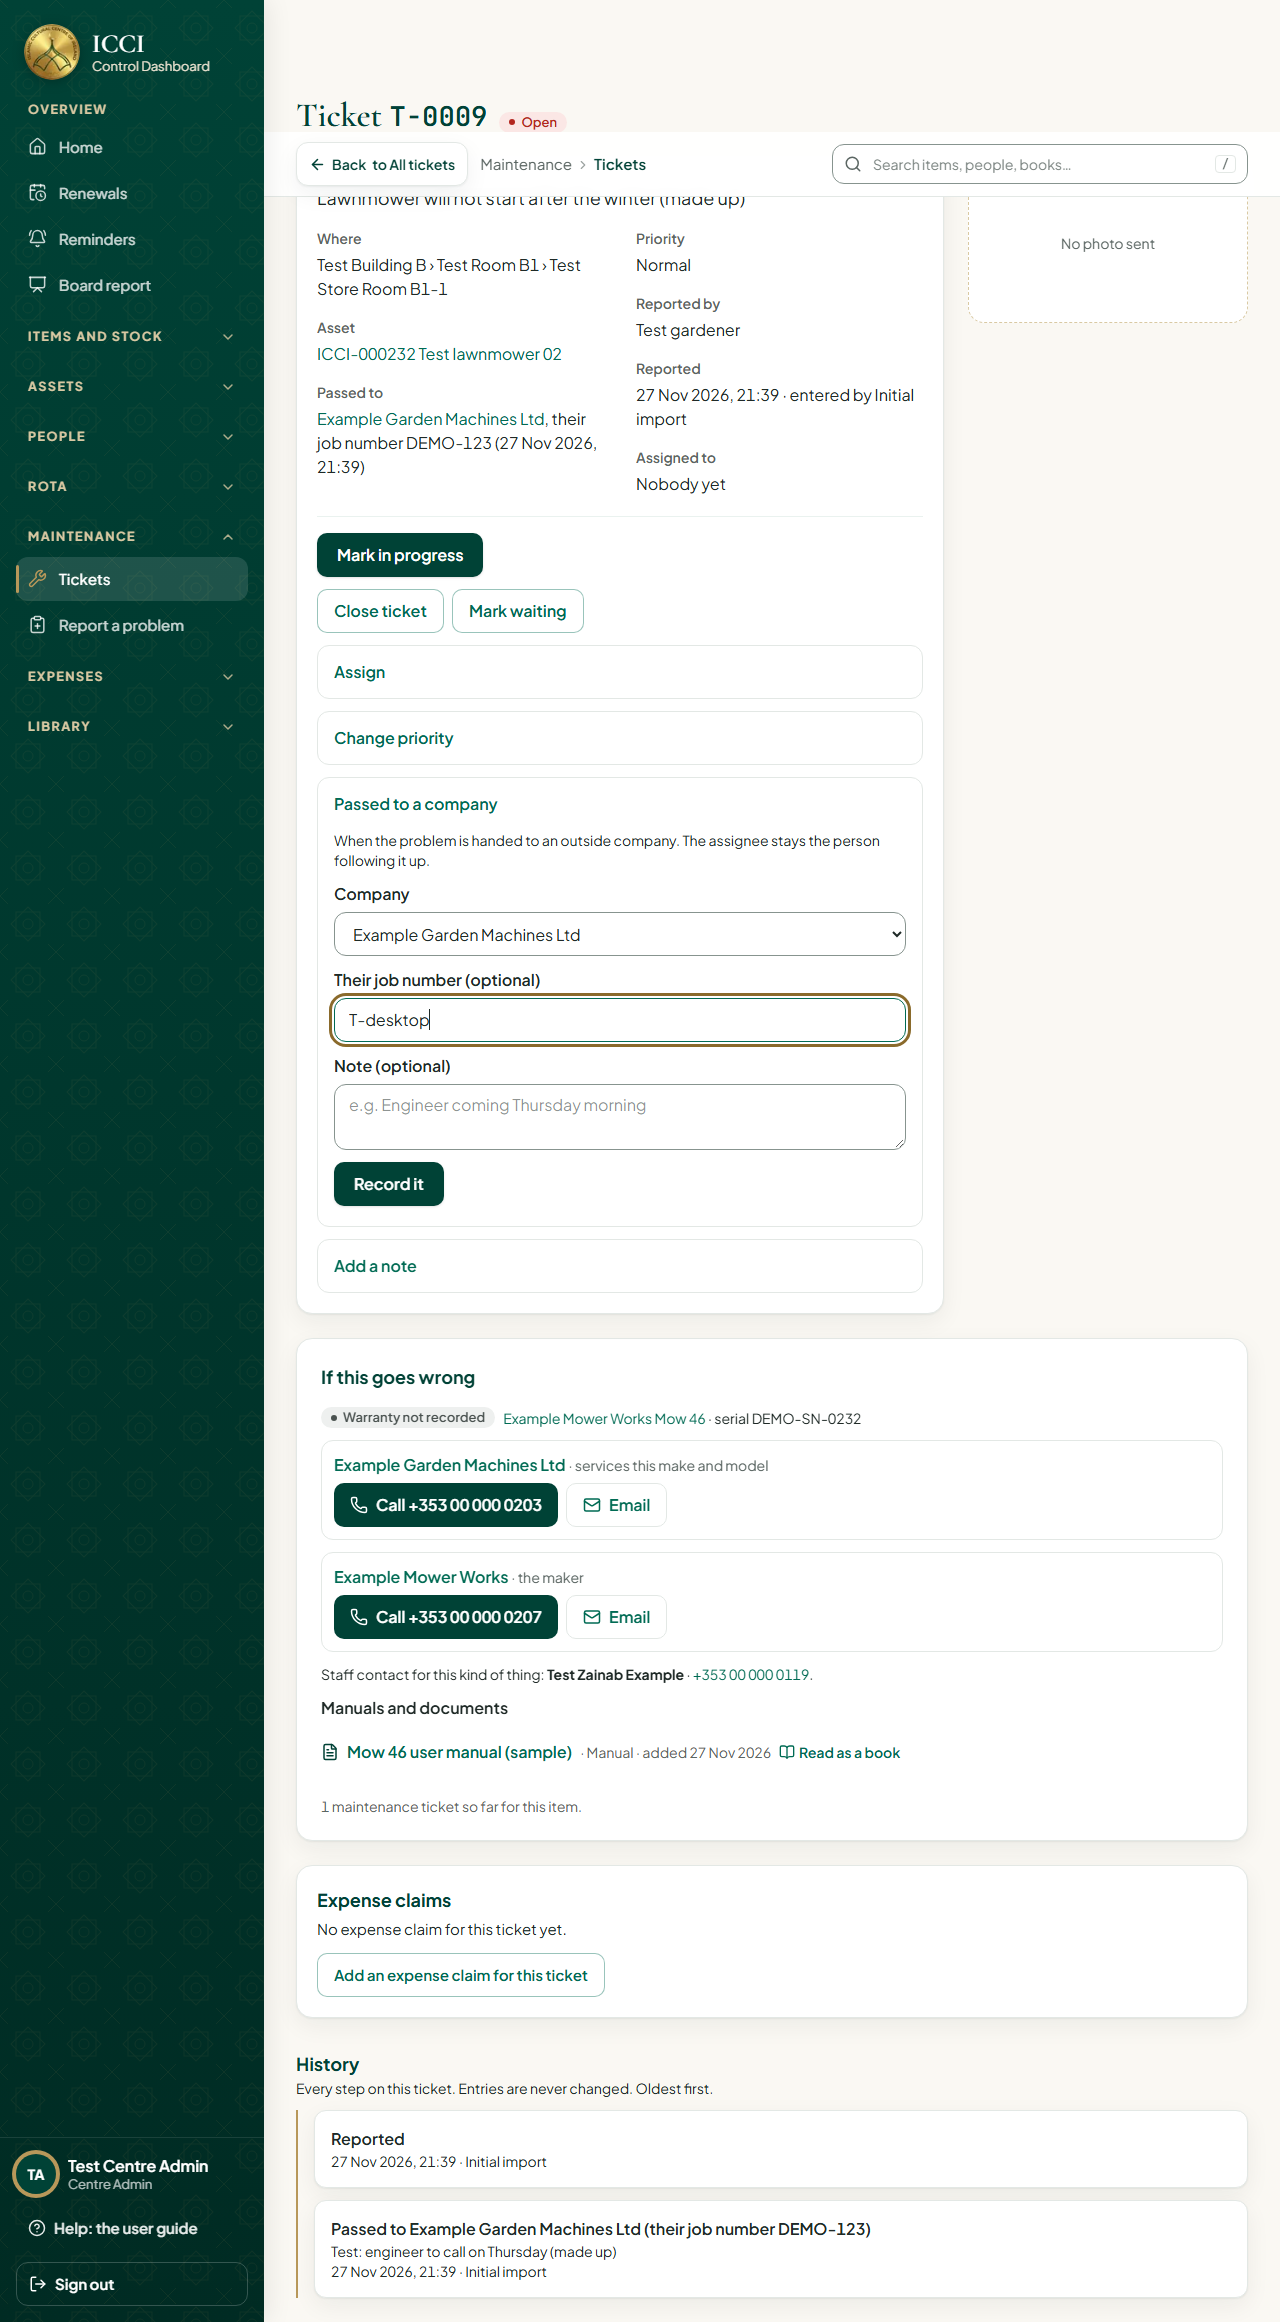 ICCI
Control Dashboard
OVERVIEW
Home
Renewals
Reminders
Board report
ITEMS AND STOCK
ASSETS
PEOPLE
ROTA
MAINTENANCE
Tickets
Report a problem
EXPENSES
LIBRARY
TA
Test Centre Admin
Centre Admin
Help: the user guide
Sign out
Ticket T-0009
Open
Back to All tickets
Maintenance › Tickets
Search items, people, books...
/
Lawnmower will not start after the winter (made up)
Where
Test Building B › Test Room B1 › Test
Store Room B1-1
Asset
ICCI-000232 Test lawnmower 02
Passed to
Example Garden Machines Ltd, their
job number DEMO-123 (27 Nov 2026,
21:39)
Priority
Normal
Reported by
Test gardener
Reported
27 Nov 2026, 21:39 · entered by Initial
import
Assigned to
Nobody yet
No photo sent
Mark in progress
Close ticket
Mark waiting
Assign
Change priority
Passed to a company
When the problem is handed to an outside company. The assignee stays the person
following it up.
Company
Example Garden Machines Ltd
Their job number (optional)
T-desktop
Note (optional)
e.g. Engineer coming Thursday morning
Record it
Add a note
If this goes wrong
Warranty not recorded
Example Mower Works Mow 46 · serial DEMO-SN-0232
Example Garden Machines Ltd · services this make and model
Call +353 00 000 0203
Email
Example Mower Works · the maker
Call +353 00 000 0207
Email
Staff contact for this kind of thing: Test Zainab Example · +353 00 000 0119.
Manuals and documents
Mow 46 user manual (sample) · Manual · added 27 Nov 2026 Read as a book
1 maintenance ticket so far for this item.
Expense claims
No expense claim for this ticket yet.
Add an expense claim for this ticket
History
Every step on this ticket. Entries are never changed. Oldest first.
Reported
27 Nov 2026, 21:39 · Initial import
Passed to Example Garden Machines Ltd (their job number DEMO-123)
Test: engineer to call on Thursday (made up)
27 Nov 2026, 21:39 · Initial import